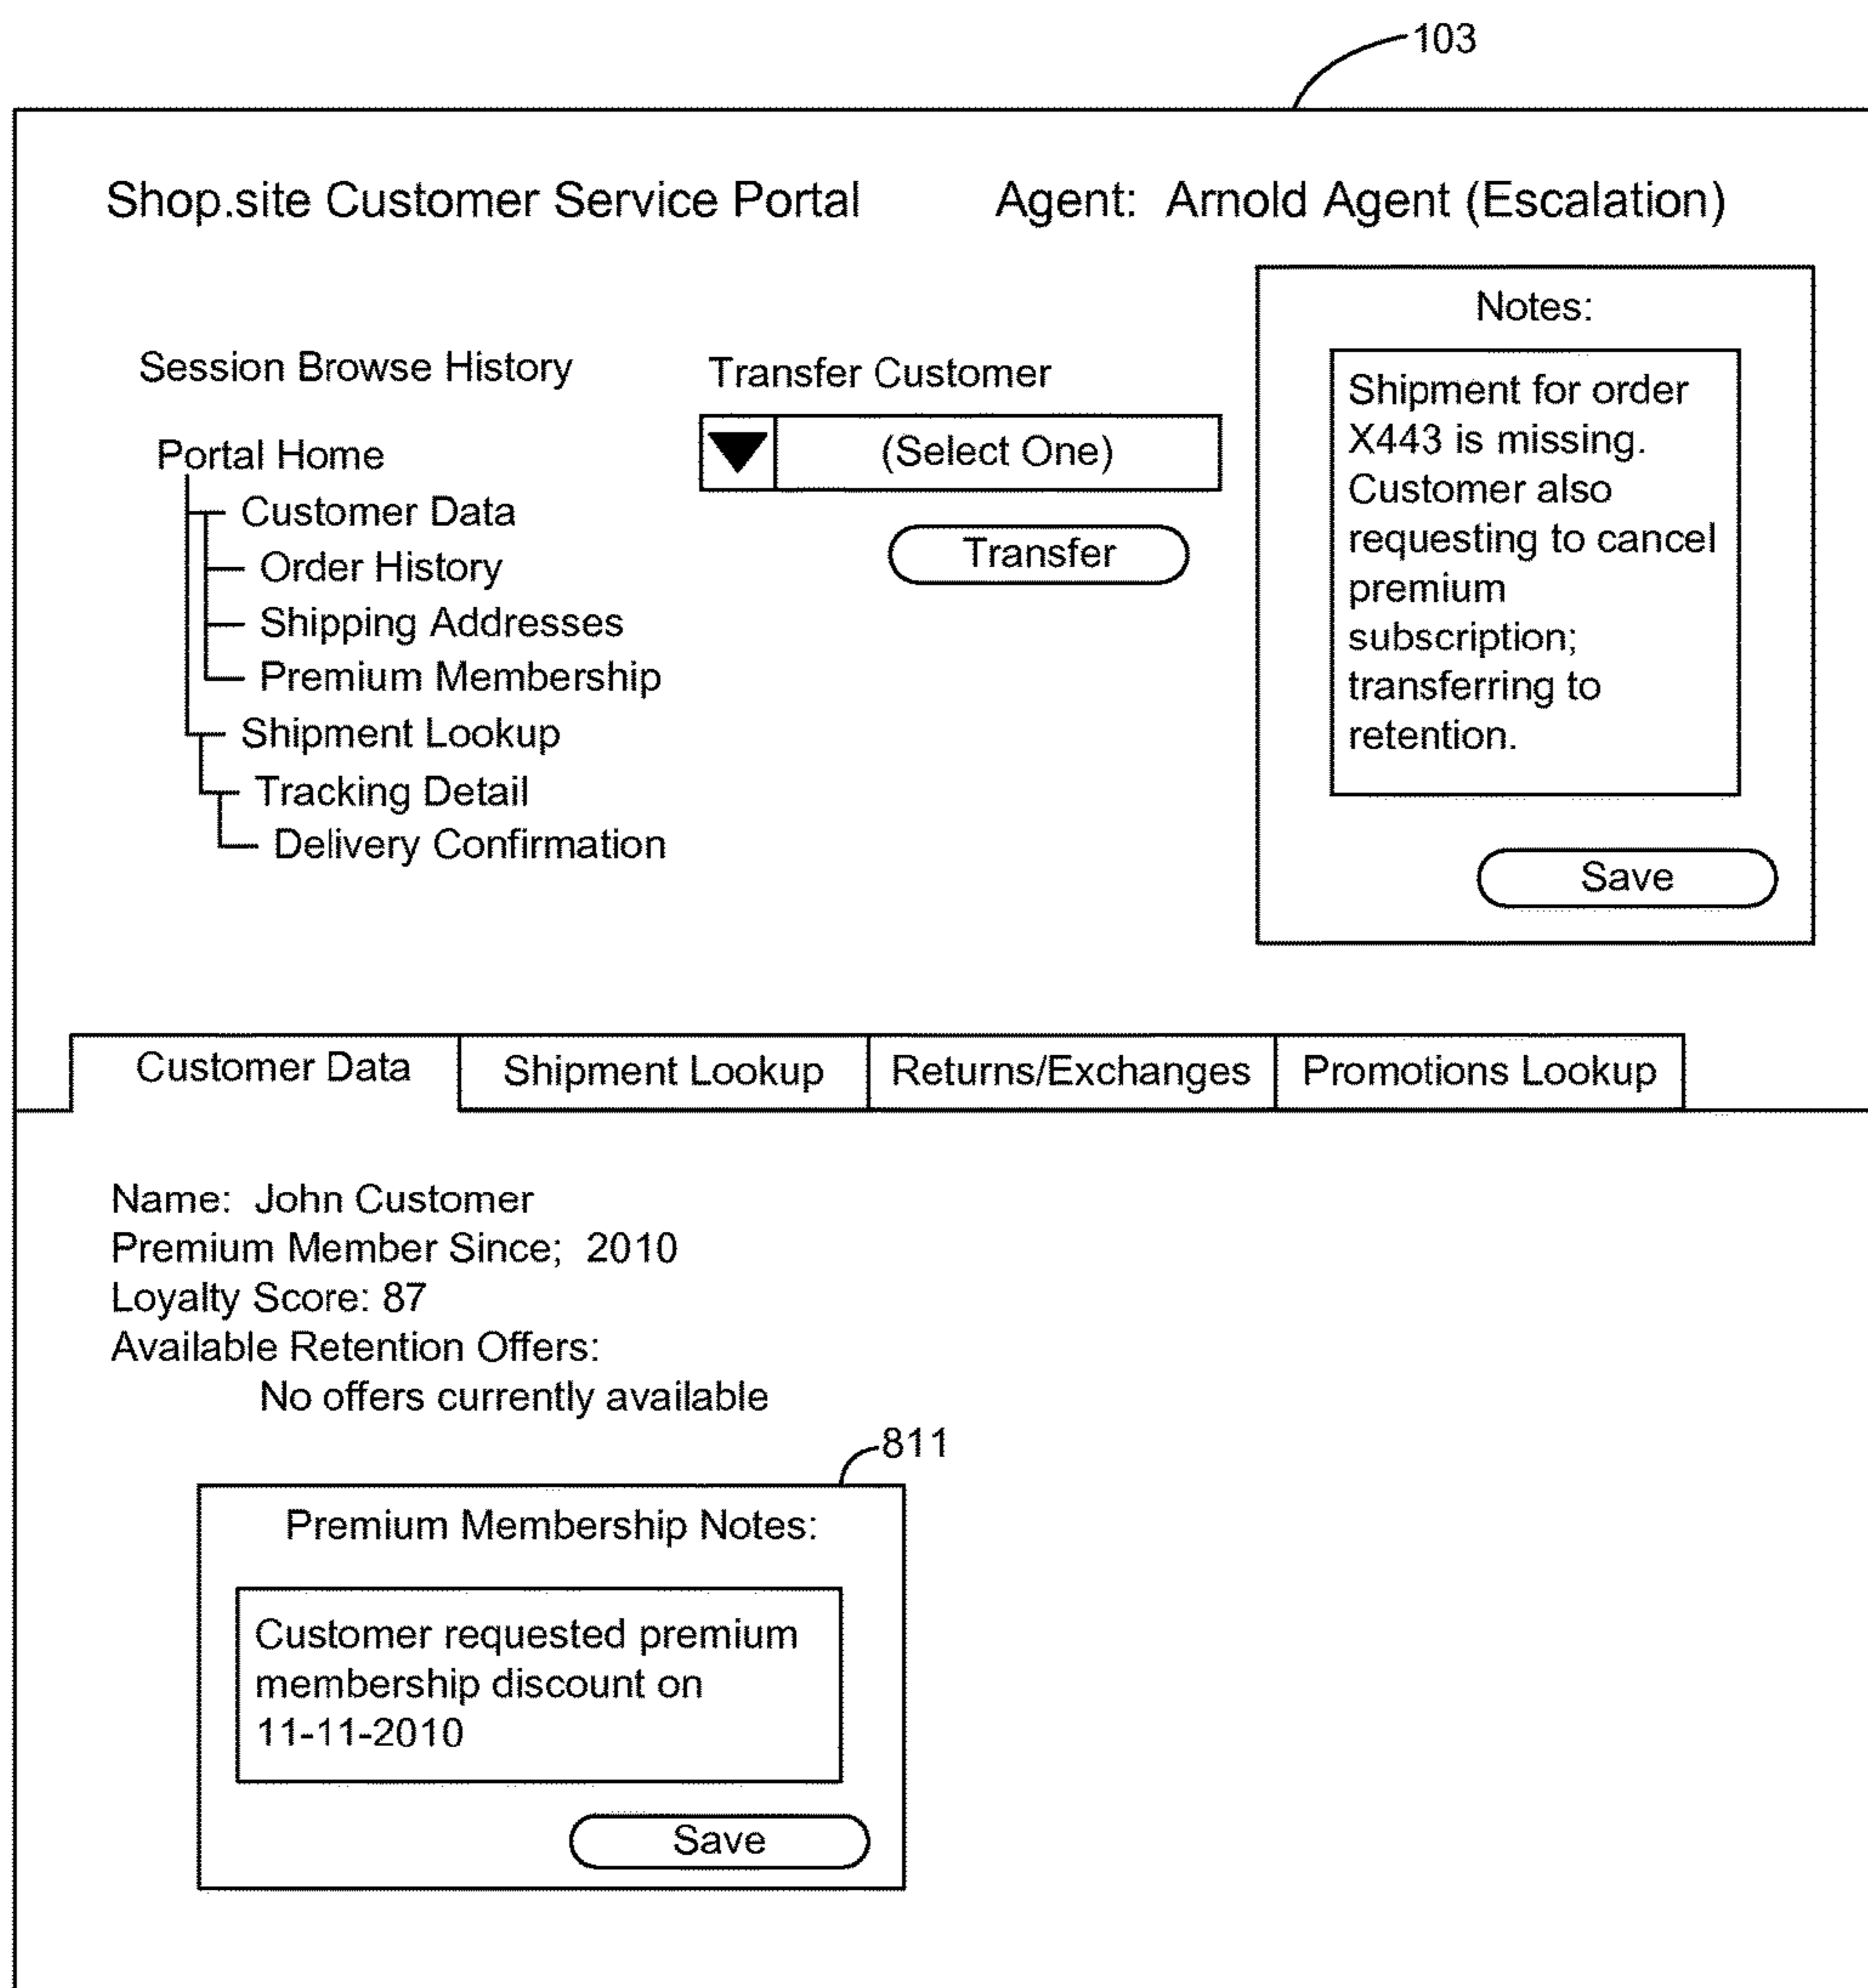 103
Shop.site Customer Service Portal
Agent: Arnold Agent (Escalation)
Session Browse History
Portal Home
Customer Data
Order History
Shipping Addresses
Premium Membership
Shipment Lookup
Tracking Detail
Delivery Confirmation
Transfer Customer
(Select One)
Transfer
Notes:
Shipment for order
X443 is missing.
Customer also
requesting to cancel
premium
subscription;
transferring to
retention.
Save
Customer Data
Shipment Lookup
Returns/Exchanges
Promotions Lookup
Name: John Customer
Premium Member Since; 2010
Loyalty Score: 87
Available Retention Offers:
No offers currently available
811
Premium Membership Notes:
Customer requested premium
membership discount on
11-11-2010
Save